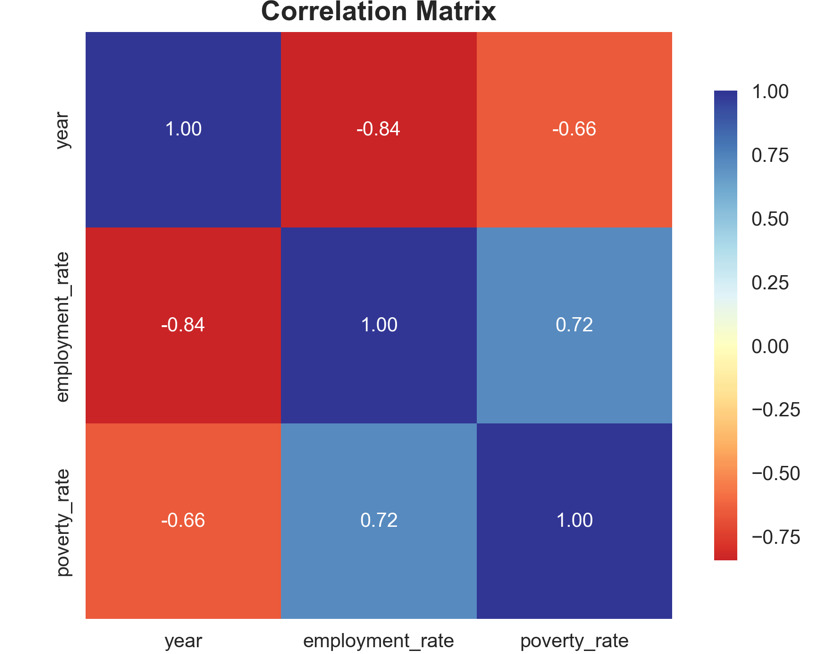 Correlation Matrix
year 1.00 -0.84 -0.66
employment_rate -0.84 1.00 0.72
poverty_rate -0.66 0.72 1.00
year employment_rate poverty_rate
1.00
0.75
0.50
0.25
0.00
−0.25
−0.50
−0.75